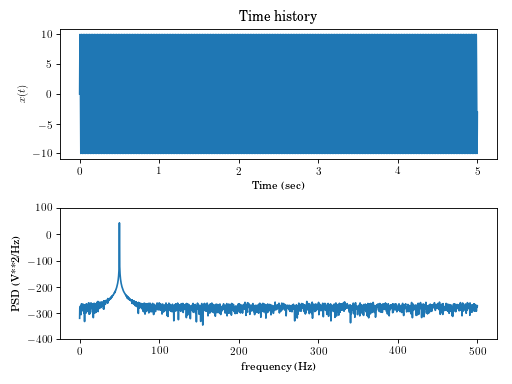 Time history
10
5
0
−5
−10
x(t)
0 1 2 3 4 5
Time (sec)
100
0
−100
−200
−300
−400
PSD (V**2/Hz)
0 100 200 300 400 500
frequency (Hz)